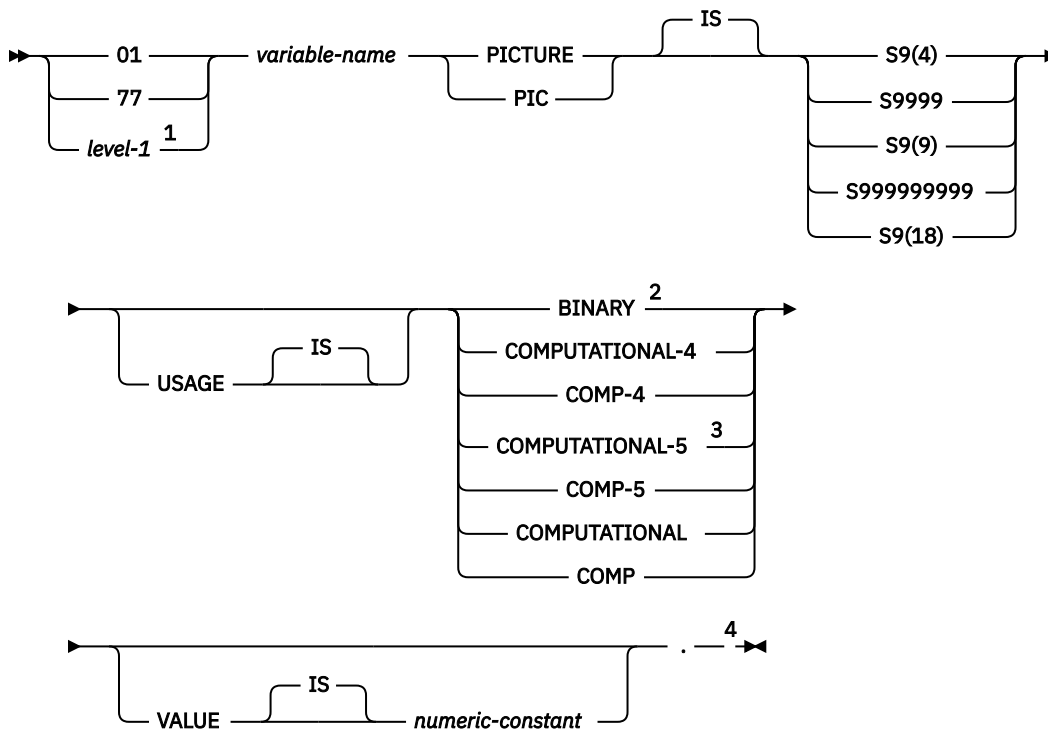 IS
01 variable-name PICTURE S9(4)
77 PIC S9999
level-1 1 S9(9)
S999999999
S9(18)
BINARY 2
IS COMPUTATIONAL-4
USAGE COMP-4
COMPUTATIONAL-5 3
COMP-5
COMPUTATIONAL
COMP
. 4
IS
VALUE numeric-constant